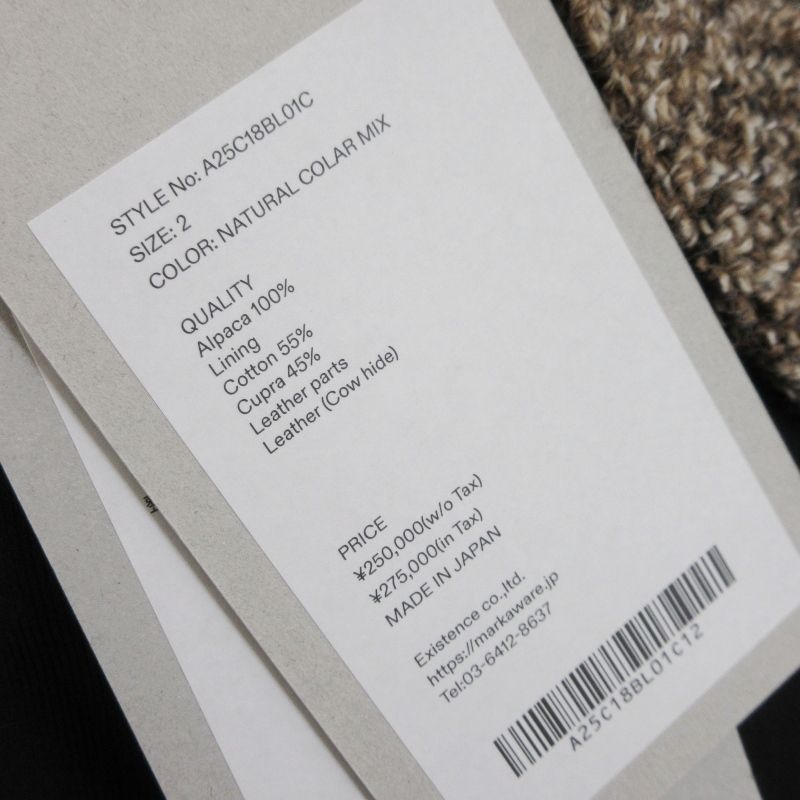 STYLE No: A25C18BL01C
SIZE: 2
COLOR: NATURAL COLAR MIX
QUALITY
Alpaca 100%
Lining
Cotton 55%
Cupra 45%
Leather parts
Leather (Cow hide)
PRICE
¥250,000(w/o Tax)
¥275,000(in Tax)
MADE IN JAPAN
Existence co.,ltd.
https://markaware.jp
Tel:03-6412-8637
A25C18BL01C12